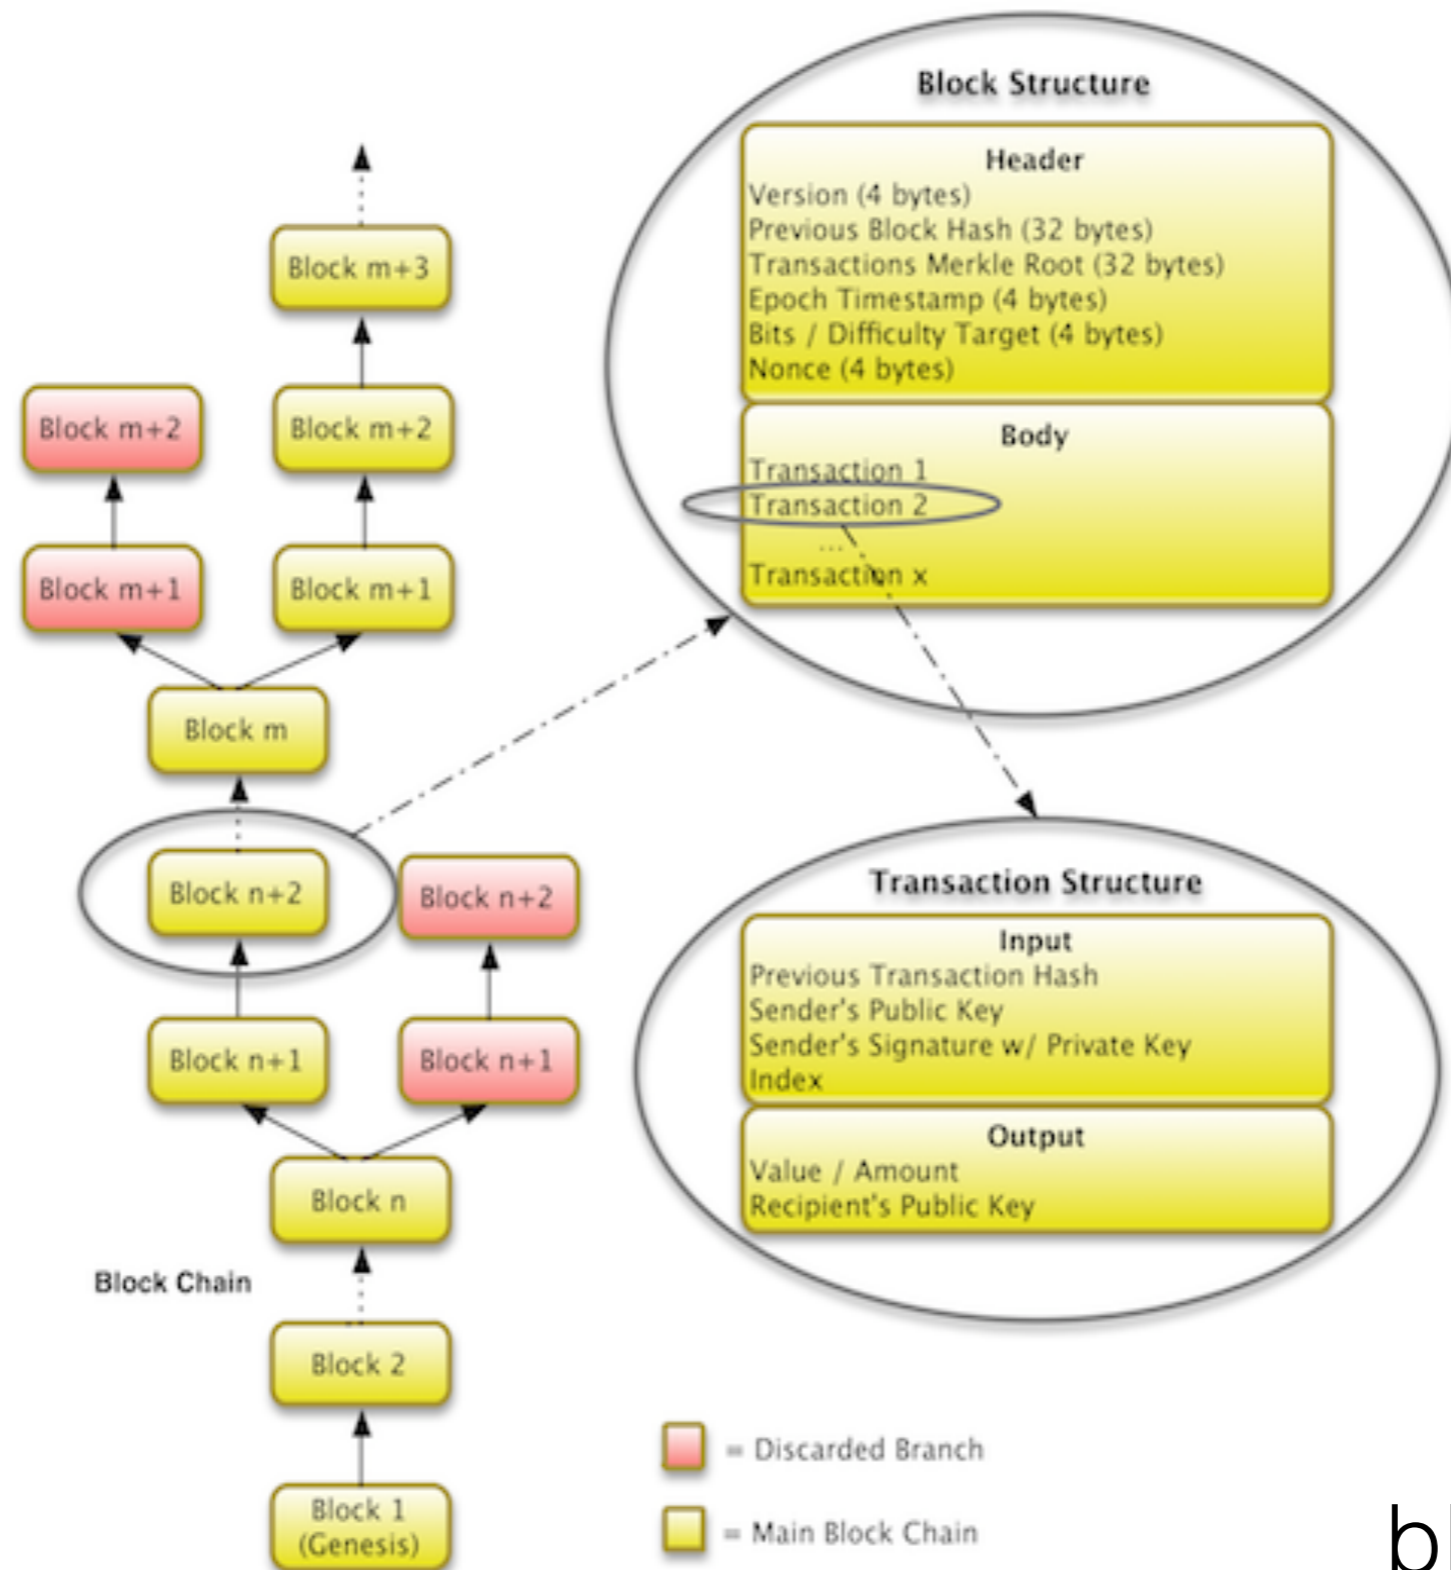 Block Structure
Header
Version (4 bytes)
Previous Block Hash (32 bytes)
Transactions Merkle Root (32 bytes)
Epoch Timestamp (4 bytes)
Bits / Difficulty Target (4 bytes)
Nonce (4 bytes)
Body
Transaction 1
Transaction 2
...
Transaction x
Block m+3
Block m+2
Block m+2
Block m+1
Block m+1
Block m
Block n+2
Block n+2
Block n+1
Block n+1
Block n
Block Chain
Block 2
Block 1
(Genesis)
Transaction Structure
Input
Previous Transaction Hash
Sender's Public Key
Sender's Signature w/ Private Key
Index
Output
Value / Amount
Recipient's Public Key
= Discarded Branch
= Main Block Chain